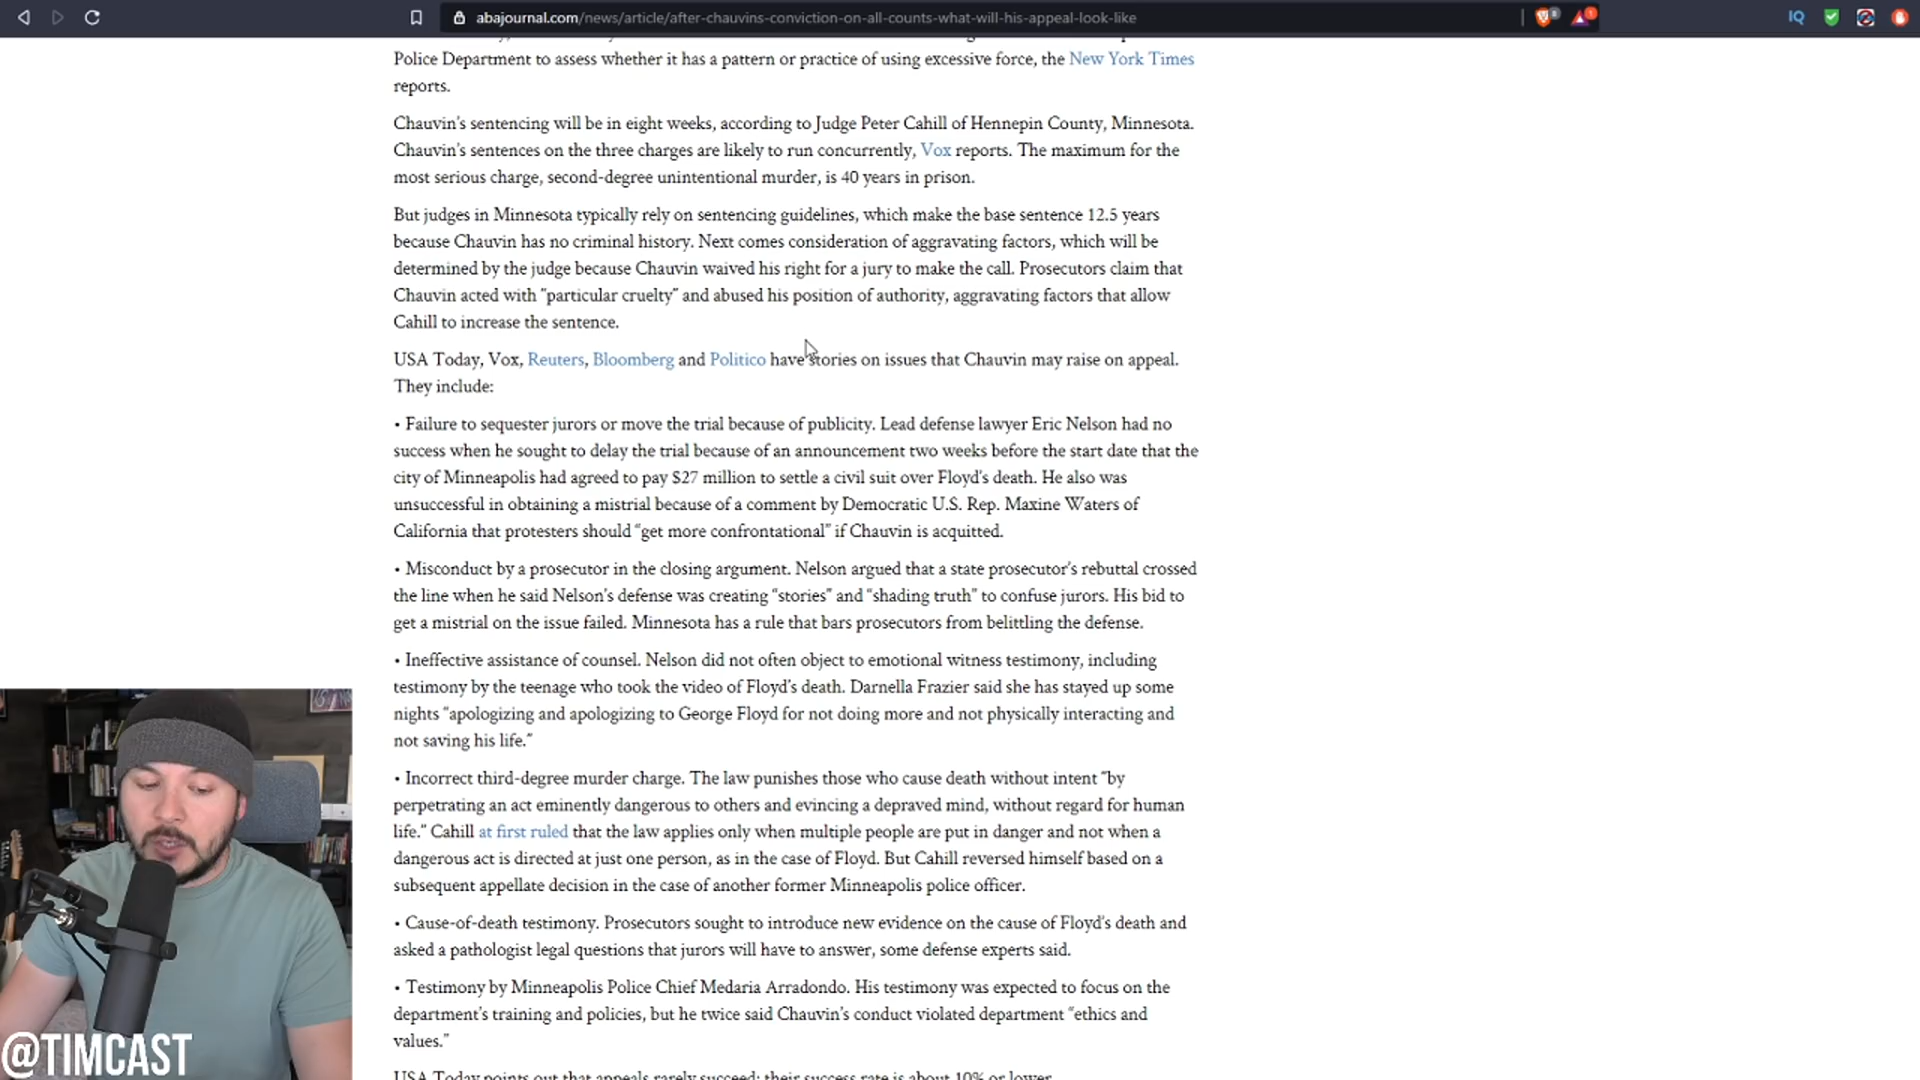 abajournal.com/news/article/after-chauvins-conviction-on-all-counts-what-will-his-appeal-look-like
Police Department to assess whether it has a pattern or practice of using excessive force, the New York Times
reports.
Chauvin's sentencing will be in eight weeks, according to Judge Peter Cahill of Hennepin County, Minnesota.
Chauvin's sentences on the three charges are likely to run concurrently, Vox reports. The maximum for the
most serious charge, second-degree unintentional murder, is 40 years in prison.
But judges in Minnesota typically rely on sentencing guidelines, which make the base sentence 12.5 years
because Chauvin has no criminal history. Next comes consideration of aggravating factors, which will be
determined by the judge because Chauvin waived his right for a jury to make the call. Prosecutors claim that
Chauvin acted with “particular cruelty” and abused his position of authority, aggravating factors that allow
Cahill to increase the sentence.
USA Today, Vox, Reuters, Bloomberg and Politico have stories on issues that Chauvin may raise on appeal.
They include:
• Failure to sequester jurors or move the trial because of publicity. Lead defense lawyer Eric Nelson had no
success when he sought to delay the trial because of an announcement two weeks before the start date that the
city of Minneapolis had agreed to pay $27 million to settle a civil suit over Floyd's death. He also was
unsuccessful in obtaining a mistrial because of a comment by Democratic U.S. Rep. Maxine Waters of
California that protesters should “get more confrontational” if Chauvin is acquitted.
• Misconduct by a prosecutor in the closing argument. Nelson argued that a state prosecutor's rebuttal crossed
the line when he said Nelson's defense was creating “stories” and “shading truth” to confuse jurors. His bid to
get a mistrial on the issue failed. Minnesota has a rule that bars prosecutors from belittling the defense.
• Ineffective assistance of counsel. Nelson did not often object to emotional witness testimony, including
testimony by the teenage who took the video of Floyd's death. Darnella Frazier said she has stayed up some
nights “apologizing and apologizing to George Floyd for not doing more and not physically interacting and
not saving his life.”
• Incorrect third-degree murder charge. The law punishes those who cause death without intent “by
perpetrating an act eminently dangerous to others and evincing a depraved mind, without regard for human
life.” Cahill at first ruled that the law applies only when multiple people are put in danger and not when a
dangerous act is directed at just one person, as in the case of Floyd. But Cahill reversed himself based on a
subsequent appellate decision in the case of another former Minneapolis police officer.
• Cause-of-death testimony. Prosecutors sought to introduce new evidence on the cause of Floyd's death and
asked a pathologist legal questions that jurors will have to answer, some defense experts said.
• Testimony by Minneapolis Police Chief Medaria Arradondo. His testimony was expected to focus on the
department's training and policies, but he twice said Chauvin's conduct violated department “ethics and
values.”
USA Today points out that appeals rarely succeed; their success rate is about 10% or lower.
@TIMCAST